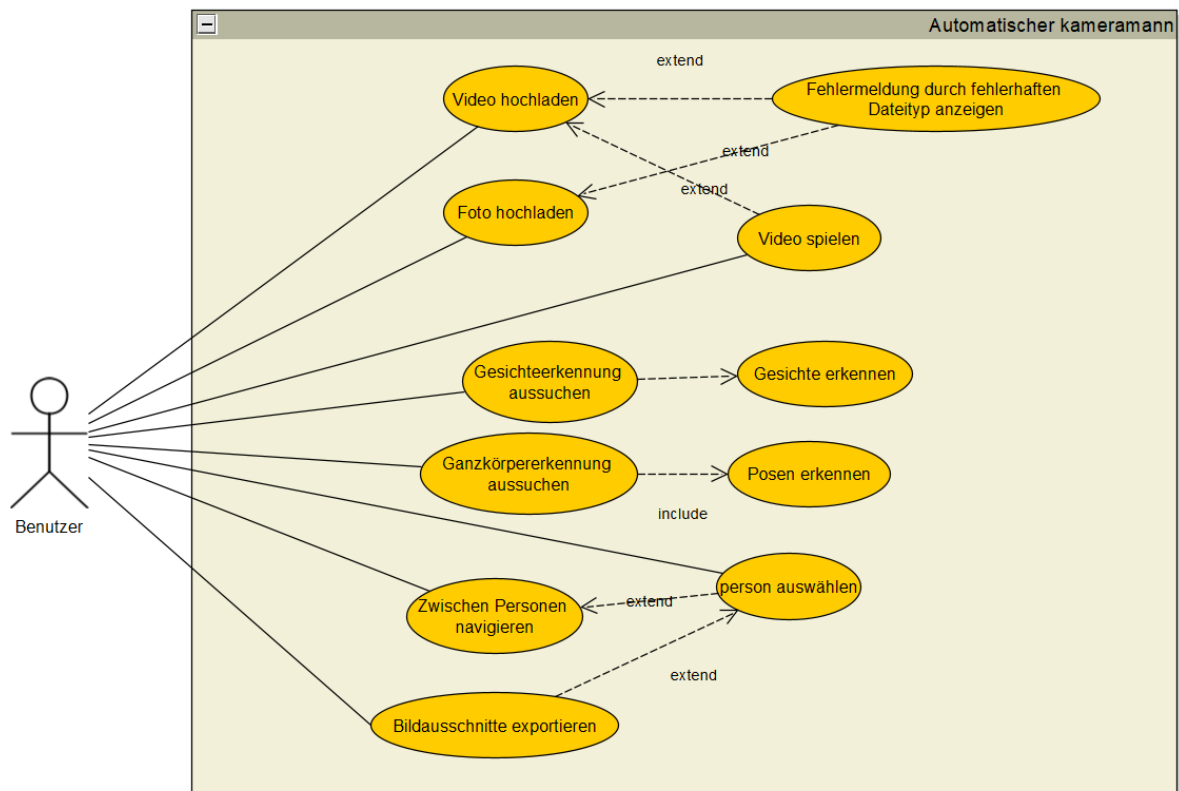 Automatischer kameramann
extend
Video hochladen
Fehlermeldung durch fehlerhaften
Dateityp anzeigen
extend
extend
Foto hochladen
Video spielen
Gesichteerkennung
aussuchen
Gesichte erkennen
Ganzkörpererkennung
aussuchen
Posen erkennen
include
Benutzer
person auswählen
Zwischen Personen
navigieren
extend
extend
Bildausschnitte exportieren